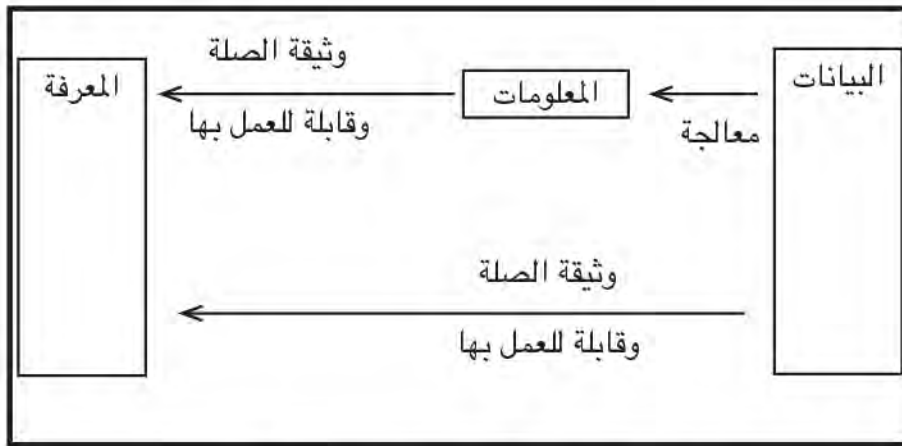 البيانات
معالجة
المعلومات
وثيقة الصلة
وقابلة للعمل بها
المعرفة
وثيقة الصلة
وقابلة للعمل بها